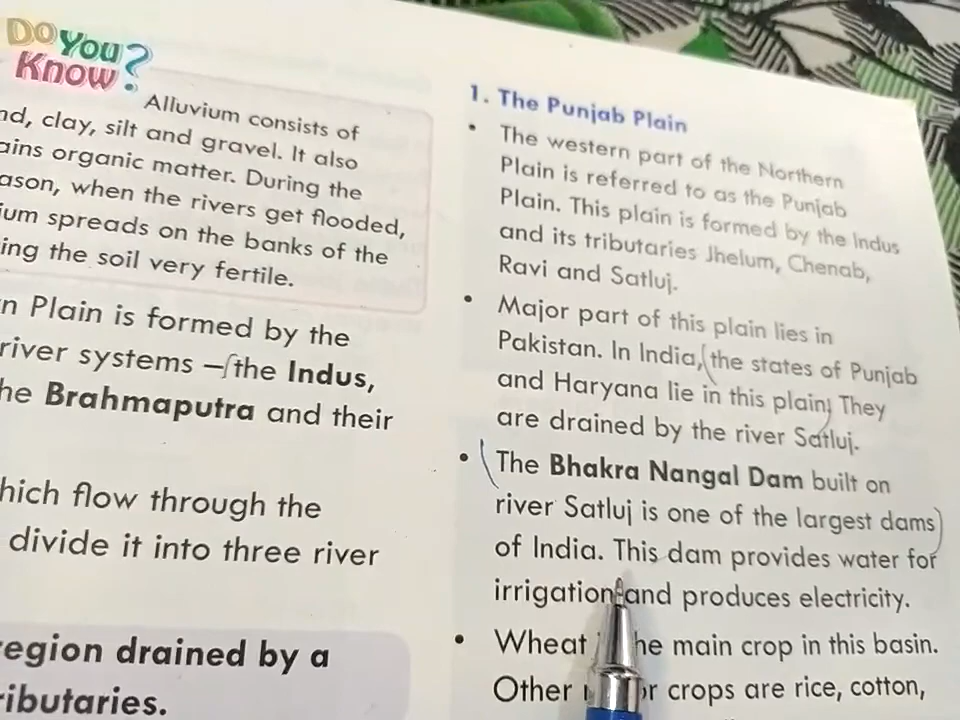 Do You Know?
Alluvium consists of
nd, clay, silt and gravel. It also
ains organic matter. During the
ason, when the rivers get flooded,
ium spreads on the banks of the
ing the soil very fertile.
n Plain is formed by the
river systems – the Indus,
he Brahmaputra and their
hich flow through the
divide it into three river
egion drained by a
ributaries.
1. The Punjab Plain
• The western part of the Northern
Plain is referred to as the Punjab
Plain. This plain is formed by the Indus
and its tributaries Jhelum, Chenab,
Ravi and Satluj.
• Major part of this plain lies in
Pakistan. In India, the states of Punjab
and Haryana lie in this plain. They
are drained by the river Satluj.
• The Bhakra Nangal Dam built on
river Satluj is one of the largest dams
of India. This dam provides water for
irrigation and produces electricity.
• Wheat he main crop in this basin.
Other r crops are rice, cotton,